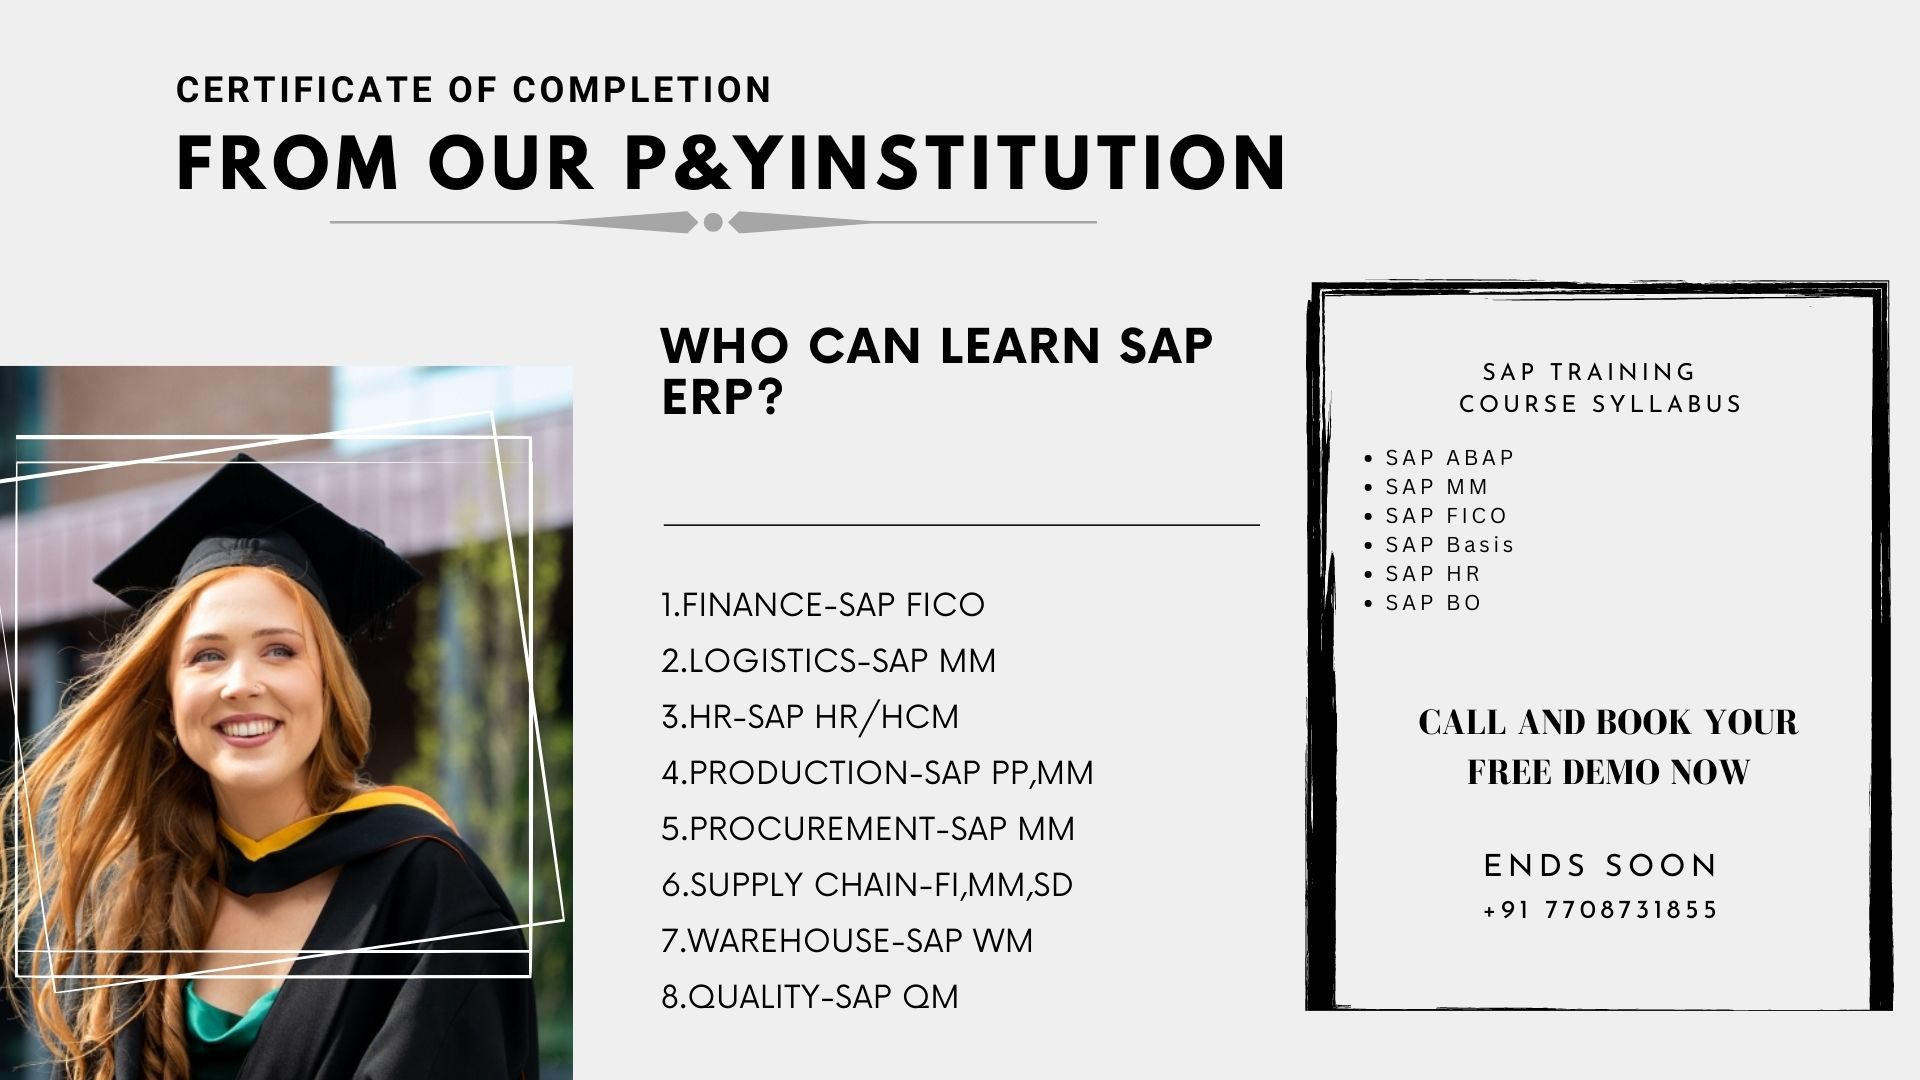 CERTIFICATE OF COMPLETION
FROM OUR P&YINSTITUTION
WHO CAN LEARN SAP
ERP?
1.FINANCE-SAP FICO
2.LOGISTICS-SAP MM
3.HR-SAP HR/HCM
4.PRODUCTION-SAP PP,MM
5.PROCUREMENT-SAP MM
6.SUPPLY CHAIN-FI,MM,SD
7.WAREHOUSE-SAP WM
8.QUALITY-SAP QM
SAP TRAINING
COURSE SYLLABUS
• SAP ABAP
• SAP MM
• SAP FICO
• SAP Basis
• SAP HR
• SAP BO
CALL AND BOOK YOUR
FREE DEMO NOW
ENDS SOON
+91 7708731855